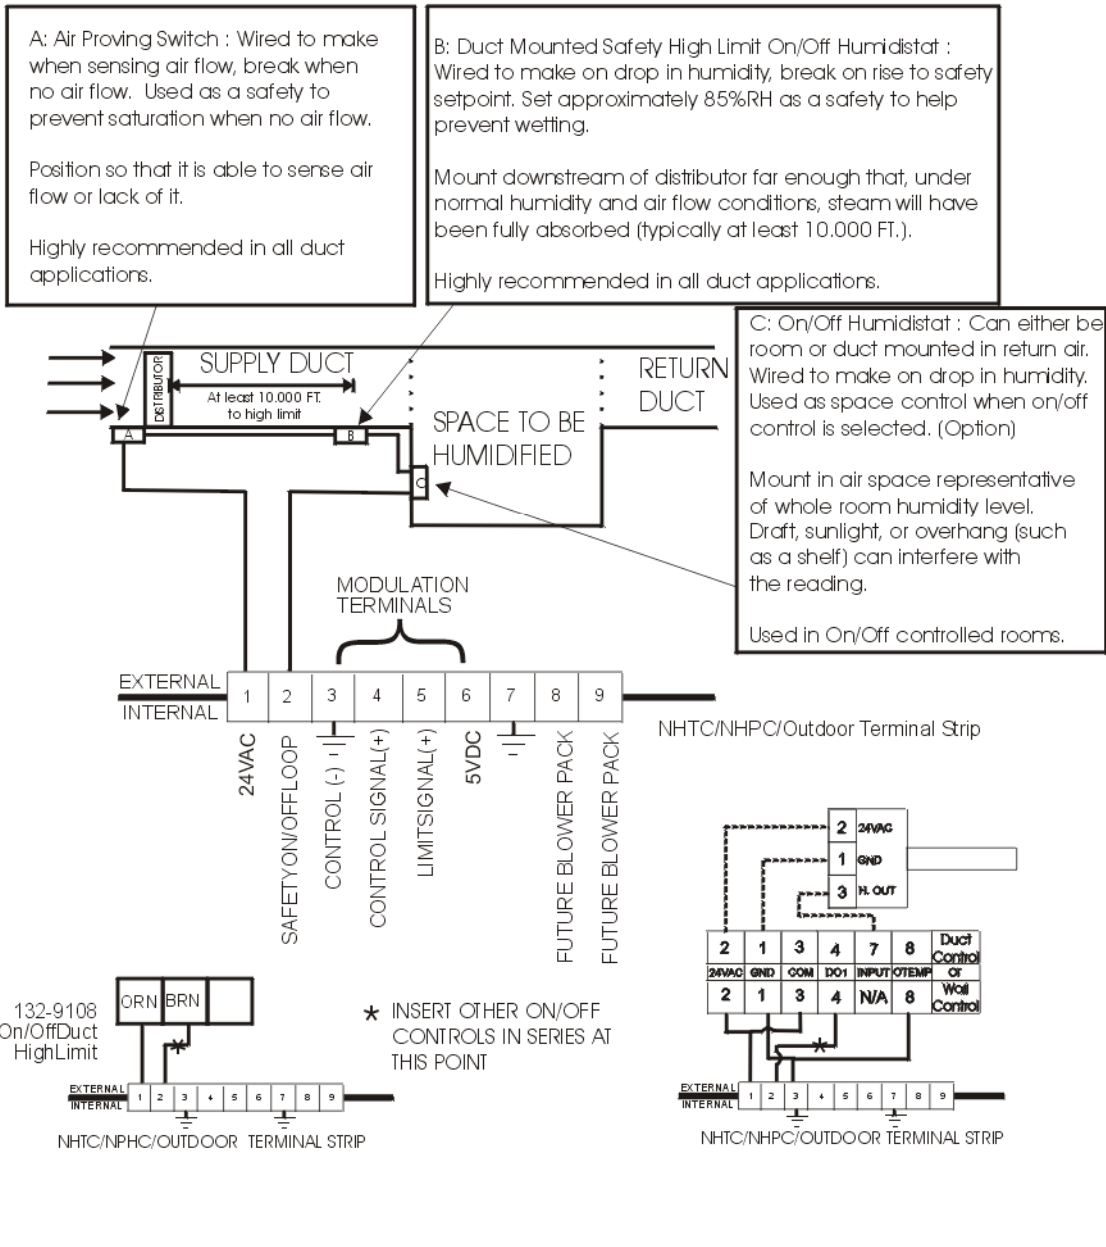 A: Air Proving Switch : Wired to make
when sensing air flow, break when
no air flow. Used as a safety to
prevent saturation when no air flow.
Position so that it is able to sense air
flow or lack of it.
Highly recommended in all duct
applications.
B: Duct Mounted Safety High Limit On/Off Humidistat :
Wired to make on drop in humidity, break on rise to safety
setpoint. Set approximately 85%RH as a safety to help
prevent wetting.
Mount downstream of distributor far enough that, under
normal humidity and air flow conditions, steam will have
been fully absorbed (typically at least 10.000 FT.).
Highly recommended in all duct applications.
C: On/Off Humidistat : Can either be
room or duct mounted in return air.
Wired to make on drop in humidity.
Used as space control when on/off
control is selected. (Option)
Mount in air space representative
of whole room humidity level.
Draft, sunlight, or overhang (such
as a shelf) can interfere with
the reading.
Used in On/Off controlled rooms.
DISTRIBUTOR
SUPPLY DUCT
At least 10.000 FT.
to high limit
RETURN
DUCT
SPACE TO BE
HUMIDIFIED
A
B
C
MODULATION
TERMINALS
EXTERNAL
INTERNAL
1 2 3 4 5 6 7 8 9
NHTC/NHPC/Outdoor Terminal Strip
24VAC
SAFETYON/OFFLOOP
CONTROL (-)
CONTROL SIGNAL(+)
LIMITSIGNAL(+)
5VDC
FUTURE BLOWER PACK
FUTURE BLOWER PACK
2 24VAC
1 GND
3 H. OUT
2 1 3 4 7 8 Duct Control
24VAC GND COM DO1 INPUT OTEMP or
2 1 3 4 N/A 8 Wall Control
*
EXTERNAL
INTERNAL
1 2 3 4 5 6 7 8 9
NHTC/NHPC/OUTDOOR TERMINAL STRIP
ORN BRN
132-9108
On/OffDuct
HighLimit
*
* INSERT OTHER ON/OFF
CONTROLS IN SERIES AT
THIS POINT
EXTERNAL
INTERNAL
1 2 3 4 5 6 7 8 9
NHTC/NPHC/OUTDOOR TERMINAL STRIP